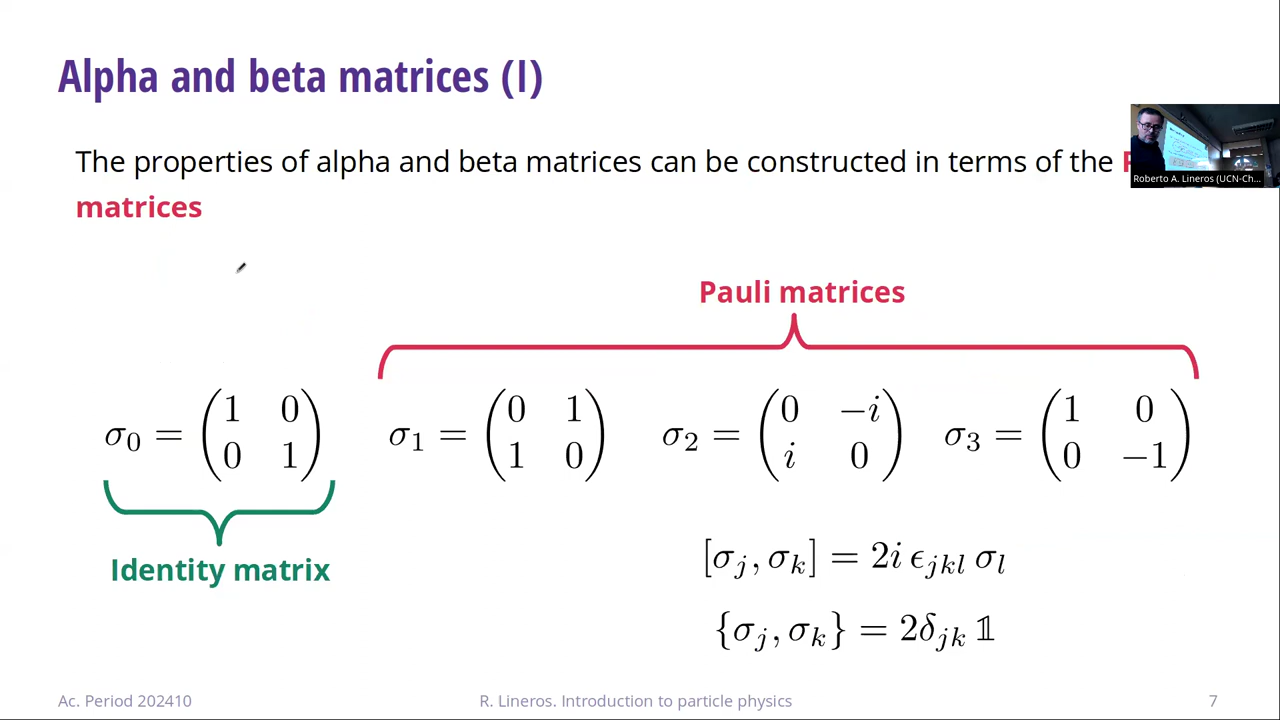 Alpha and beta matrices (I)
The properties of alpha and beta matrices can be constructed in terms of the
matrices
Roberto A. Lineros (UCN-Ch...
Pauli matrices
σ₀ = (1 0; 0 1) σ₁ = (0 1; 1 0) σ₂ = (0 −i; i 0) σ₃ = (1 0; 0 −1)
Identity matrix
[σⱼ, σₖ] = 2i ϵⱼₖₗ σₗ
{σⱼ, σₖ} = 2δⱼₖ 𝟙
Ac. Period 202410
R. Lineros. Introduction to particle physics
7